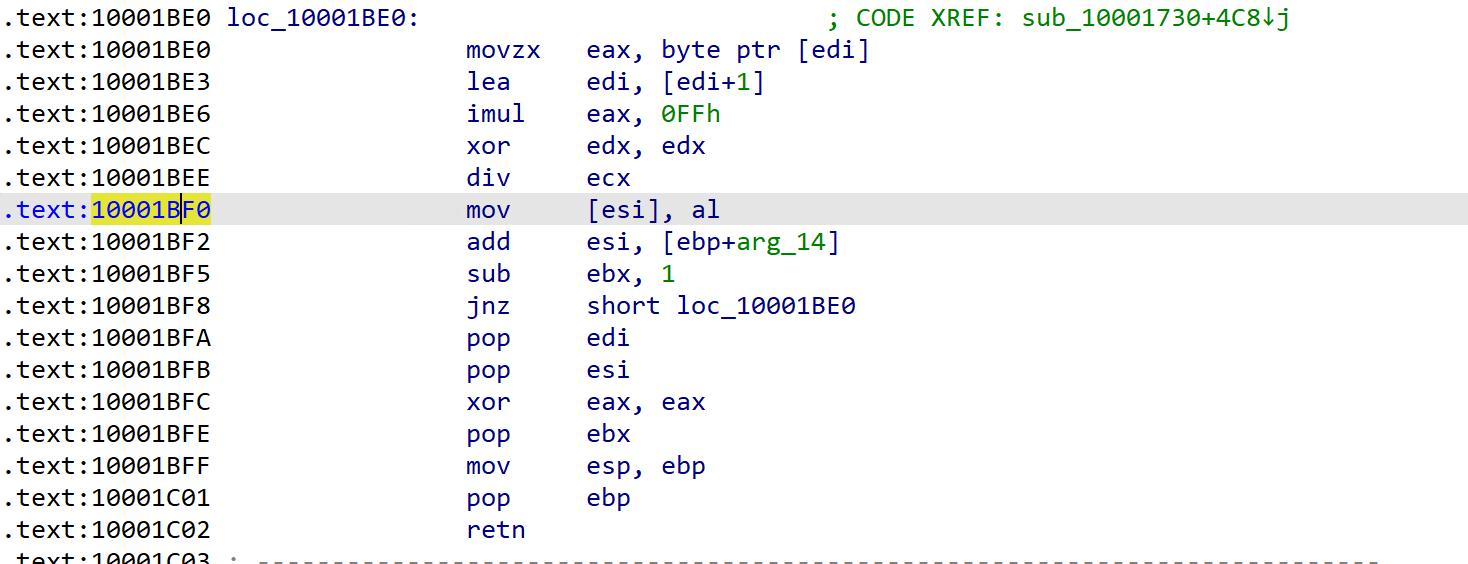 .text:10001BE0 loc_10001BE0:                           ; CODE XREF: sub_10001730+4C8↓j
.text:10001BE0                 movzx   eax, byte ptr [edi]
.text:10001BE3                 lea     edi, [edi+1]
.text:10001BE6                 imul    eax, 0FFh
.text:10001BEC                 xor     edx, edx
.text:10001BEE                 div     ecx
.text:10001BF0                 mov     [esi], al
.text:10001BF2                 add     esi, [ebp+arg_14]
.text:10001BF5                 sub     ebx, 1
.text:10001BF8                 jnz     short loc_10001BE0
.text:10001BFA                 pop     edi
.text:10001BFB                 pop     esi
.text:10001BFC                 xor     eax, eax
.text:10001BFE                 pop     ebx
.text:10001BFF                 mov     esp, ebp
.text:10001C01                 pop     ebp
.text:10001C02                 retn
.text:10001C03 ; ---------------------------------------------------------------------------